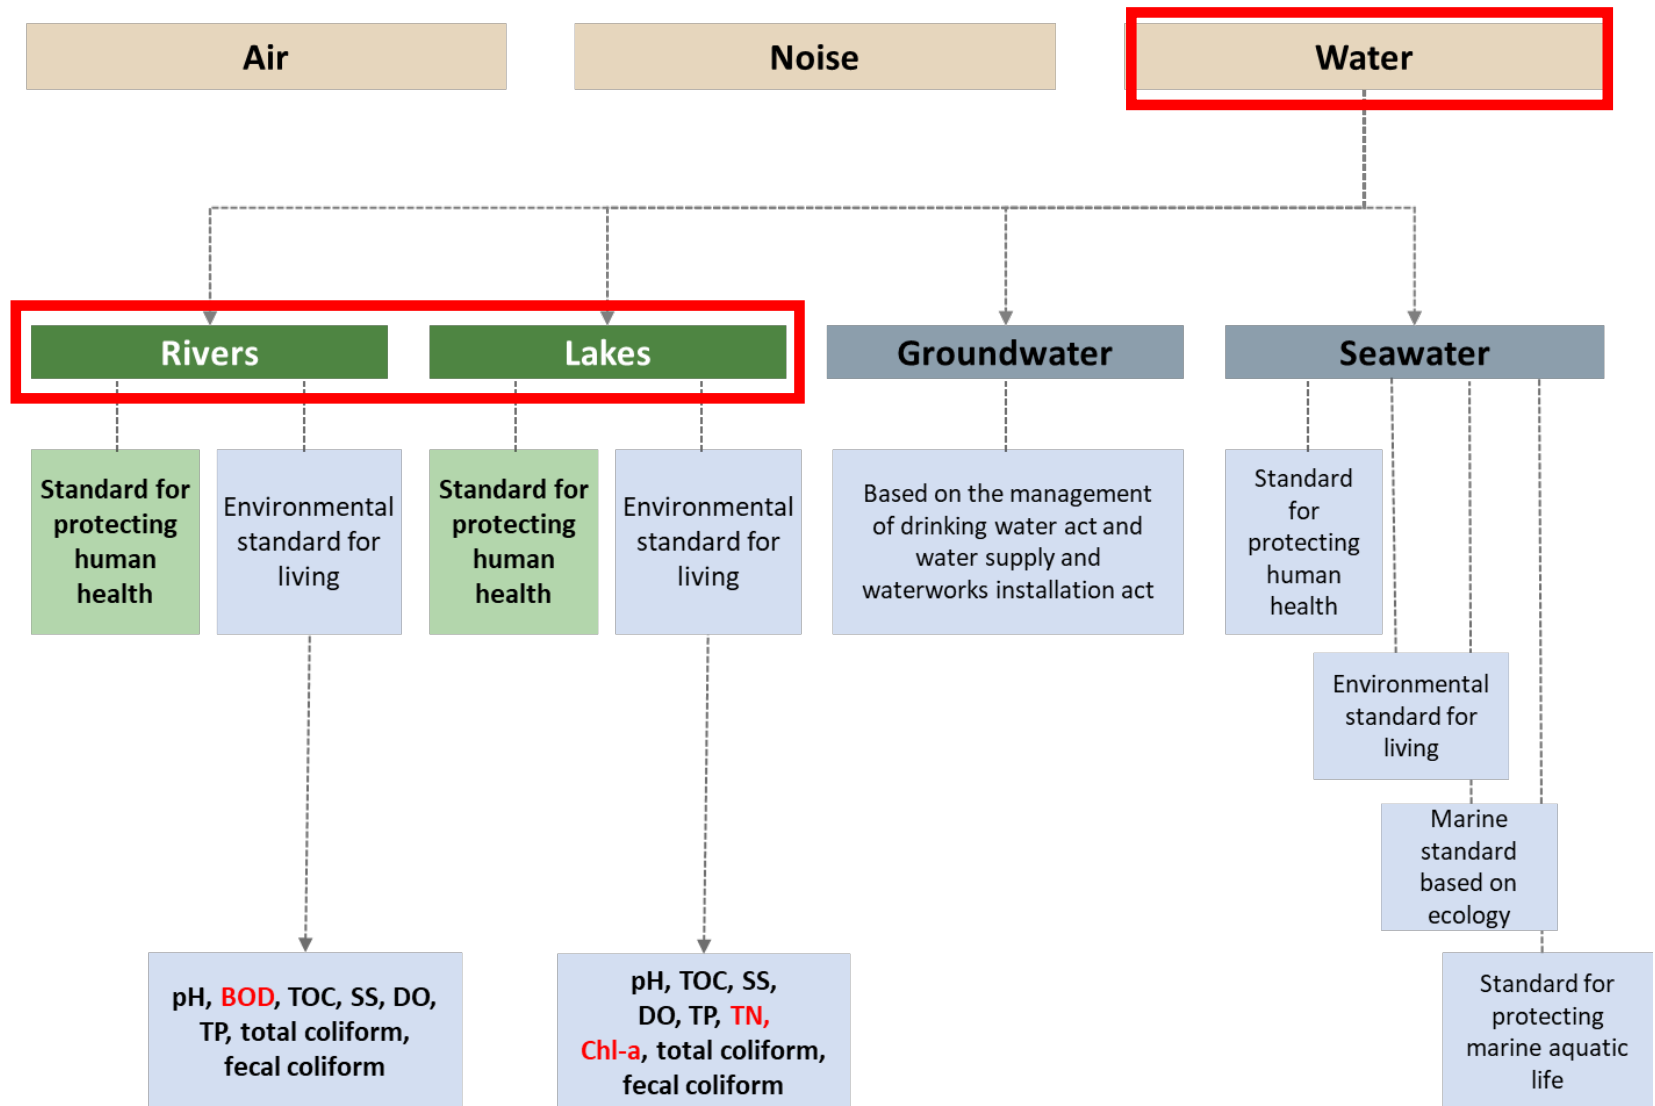 Air
Noise
Water
Rivers
Lakes
Groundwater
Seawater
Standard for
protecting
human
health
Environmental
standard for
living
Standard for
protecting
human
health
Environmental
standard for
living
Based on the management
of drinking water act and
water supply and
waterworks installation act
Standard
for
protecting
human
health
Environmental
standard for
living
Marine
standard
based on
ecology
pH, BOD, TOC, SS, DO,
TP, total coliform,
fecal coliform
pH, TOC, SS,
DO, TP, TN,
Chl-a, total coliform,
fecal coliform
Standard for
protecting
marine aquatic
life